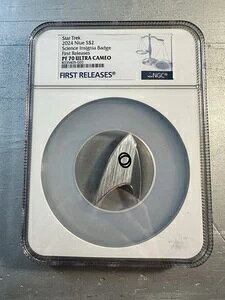 Star Trek
2024 Niue S$2
Science Insignia Badge
First Releases
PF 70 ULTRA CAMEO
FIRST RELEASES®
NGC®